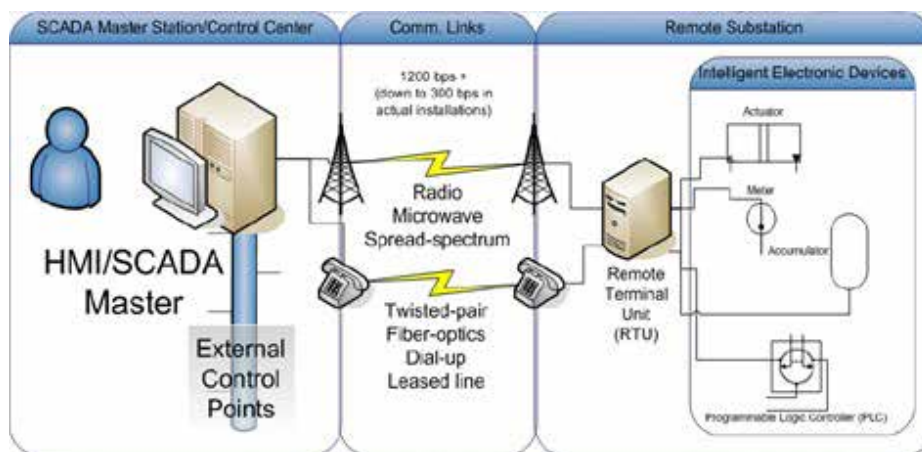 SCADA Master Station/Control Center
Comm. Links
Remote Substation
1200 bps +
(down to 300 bps in
actual installations)
Intelligent Electronic Devices
Actuator
Meter
Accumulator
Radio
Microwave
Spread-spectrum
HMI/SCADA
Master
Remote
Terminal
Unit
(RTU)
External
Control
Points
Twisted-pair
Fiber-optics
Dial-up
Leased line
Programmable Logic Controller (PLC)